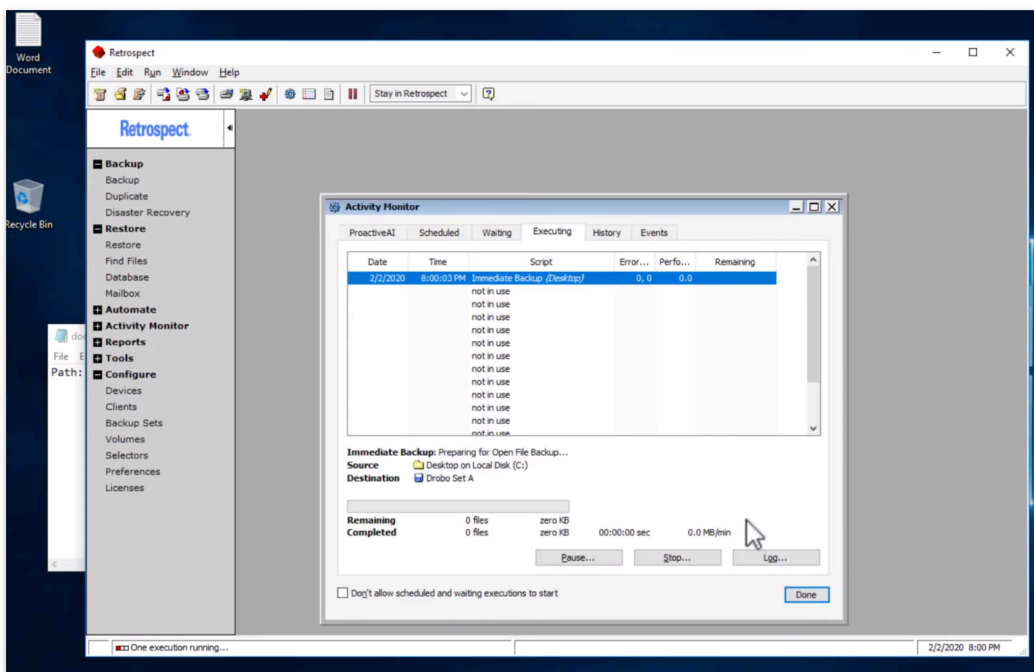 Word
Document
Recycle Bin
Retrospect
File Edit Run Window Help
Stay in Retrospect
Retrospect
Backup
Backup
Duplicate
Disaster Recovery
Restore
Restore
Find Files
Database
Mailbox
Automate
Activity Monitor
Reports
Tools
Configure
Devices
Clients
Backup Sets
Volumes
Selectors
Preferences
Licenses
File
Path:
Activity Monitor
ProactiveAI Scheduled Waiting Executing History Events
Date Time Script Error... Perfo... Remaining
2/2/2020 8:00:03 PM Immediate Backup (Desktop) 0, 0 0.0
not in use
not in use
not in use
not in use
not in use
not in use
not in use
not in use
not in use
not in use
not in use
not in use
Immediate Backup: Preparing for Open File Backup...
Source Desktop on Local Disk (C:)
Destination Drobo Set A
Remaining 0 files zero KB
Completed 0 files zero KB 00:00:00 sec 0.0 MB/min
Pause... Stop... Log...
Don't allow scheduled and waiting executions to start
Done
One execution running...
2/2/2020 8:00 PM